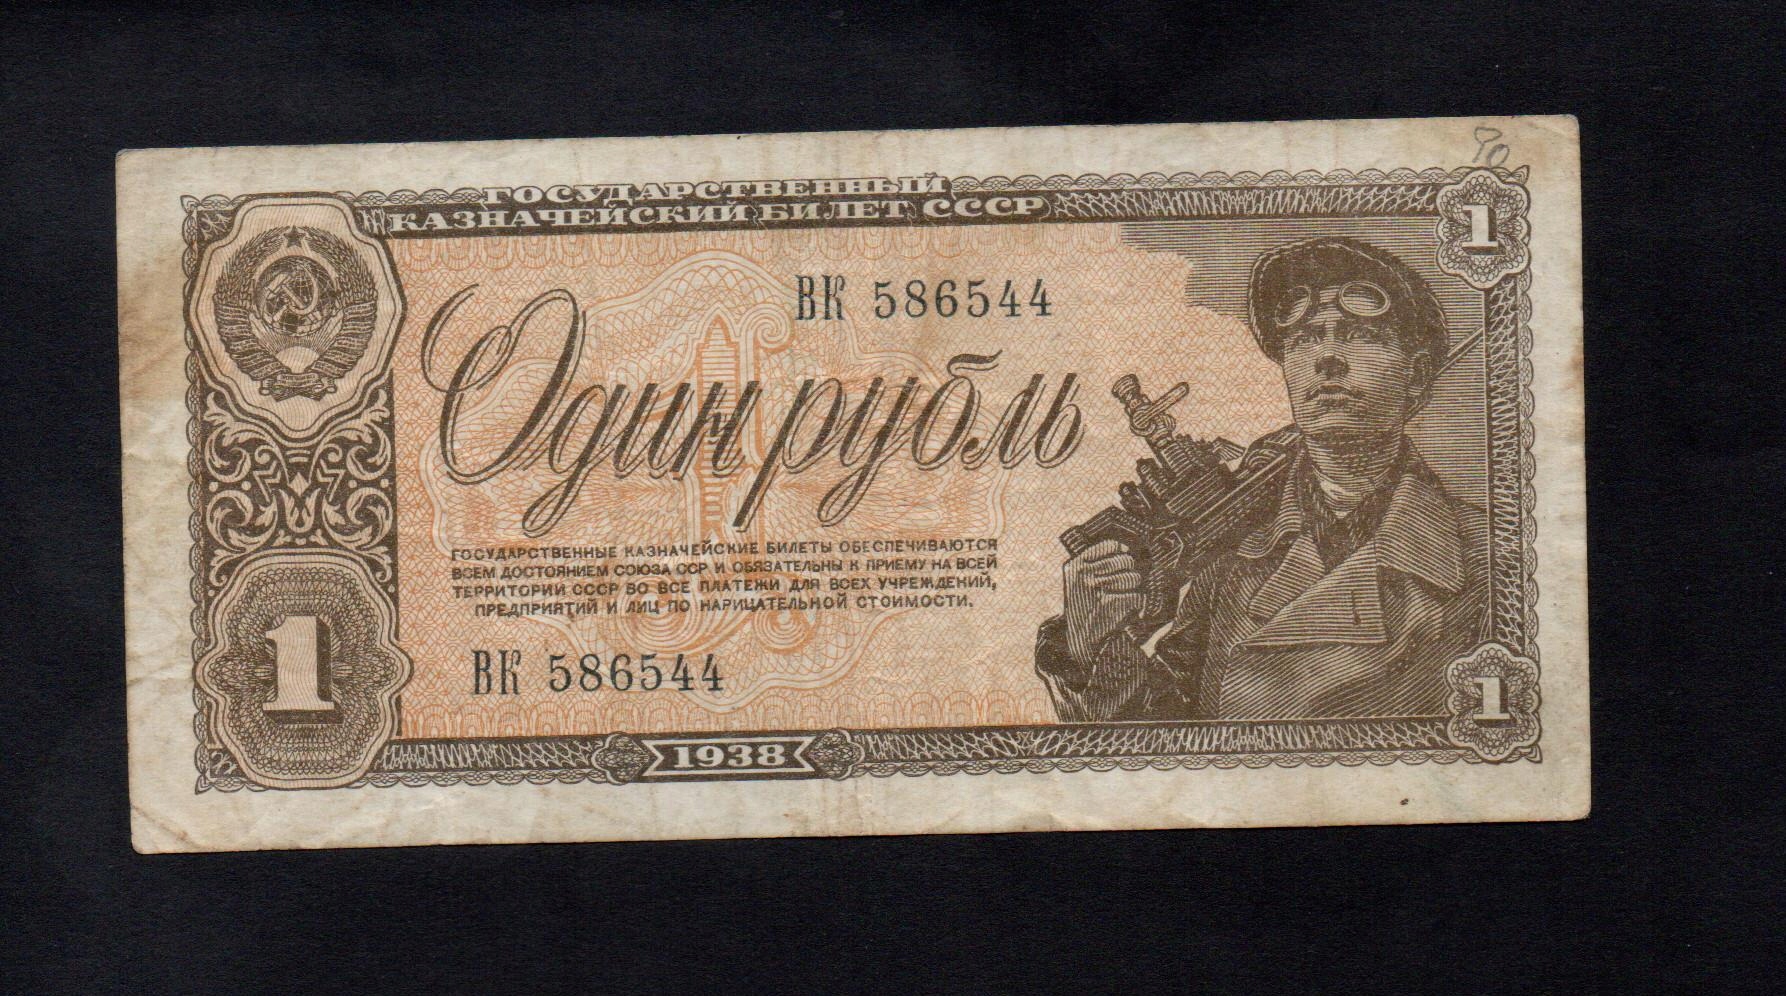 90
ГОСУДАРСТВЕННЫЙ
КАЗНАЧЕЙСКИЙ БИЛЕТ СССР
1
ВК 586544
Один рубль
1
ГОСУДАРСТВЕННЫЕ КАЗНАЧЕЙСКИЕ БИЛЕТЫ ОБЕСПЕЧИВАЮТСЯ
ВСЕМ ДОСТОЯНИЕМ СОЮЗА ССР И ОБЯЗАТЕЛЬНЫ К ПРИЕМУ НА ВСЕЙ
ТЕРРИТОРИИ СССР ВО ВСЕ ПЛАТЕЖИ ДЛЯ ВСЕХ УЧРЕЖДЕНИЙ,
ПРЕДПРИЯТИЙ И ЛИЦ ПО НАРИЦАТЕЛЬНОЙ СТОИМОСТИ.
1
ВК 586544
1
1938